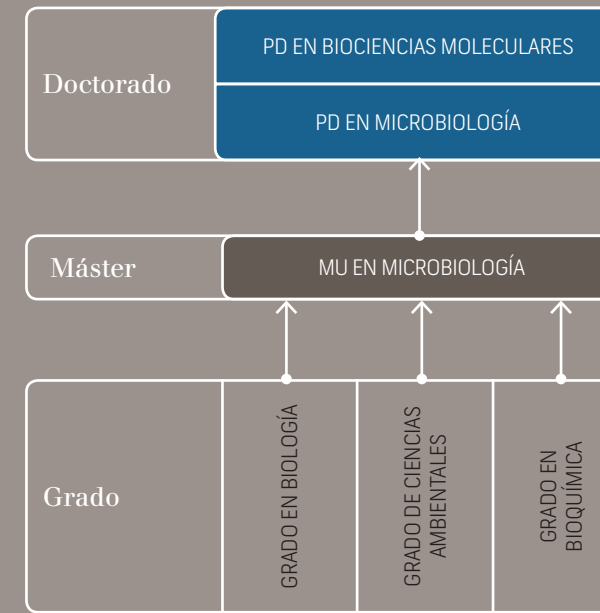 Doctorado
PD EN BIOCIENCIAS MOLECULARES
PD EN MICROBIOLOGÍA
Máster
MU EN MICROBIOLOGÍA
Grado
GRADO EN BIOLOGÍA
GRADO DE CIENCIAS
AMBIENTALES
GRADO EN
BIOQUÍMICA